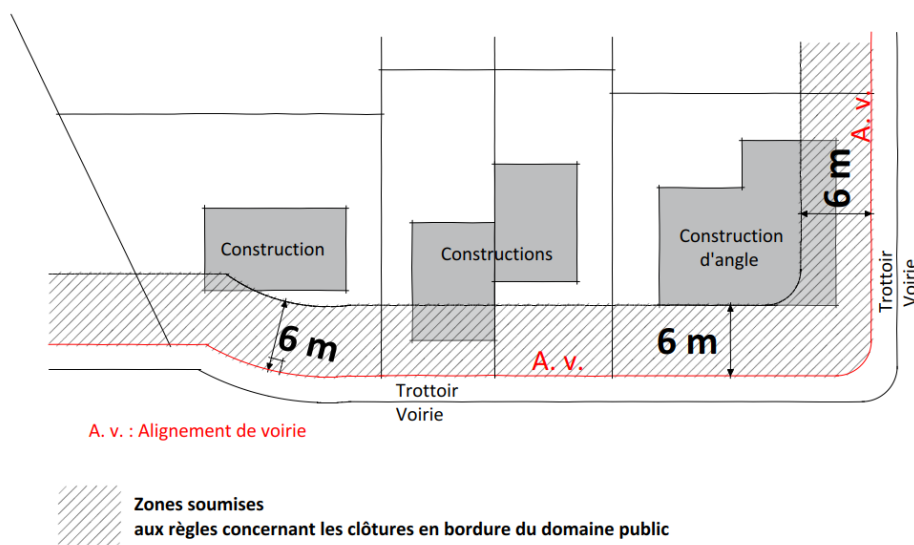 A. v.
6 m
Construction
Constructions
Construction
d'angle
Trottoir
Voirie
6 m
6 m
A. v.
Trottoir
Voirie
A. v. : Alignement de voirie
Zones soumises
aux règles concernant les clôtures en bordure du domaine public